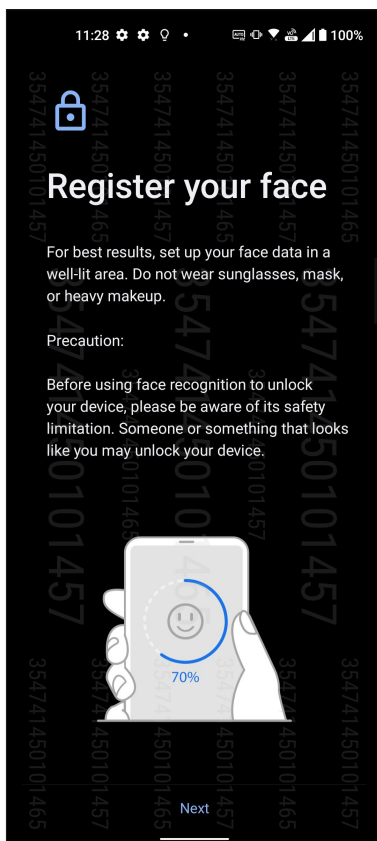 11:28
100%
Register your face
For best results, set up your face data in a
well-lit area. Do not wear sunglasses, mask,
or heavy makeup.
Precaution:
Before using face recognition to unlock
your device, please be aware of its safety
limitation. Someone or something that looks
like you may unlock your device.
70%
Next
354741450101457
354741450101465